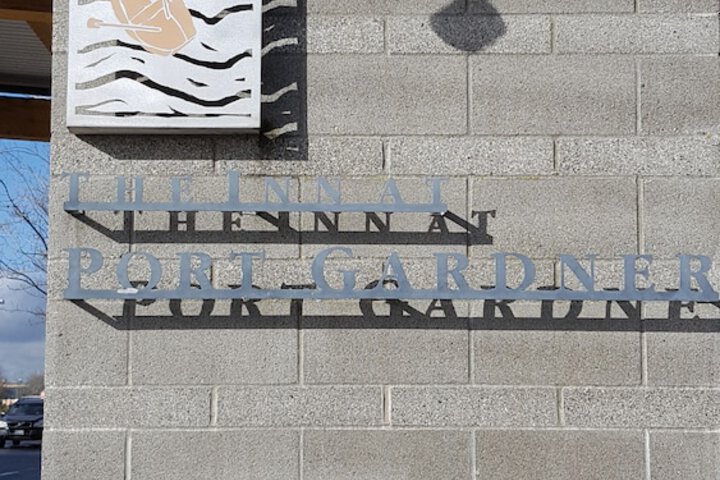 The Inn at
Port Gardner